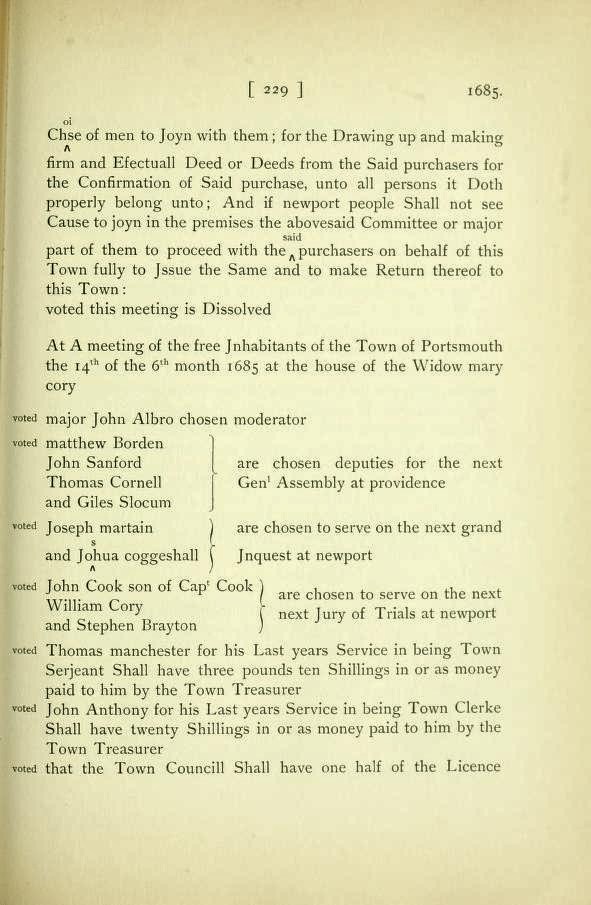 [ 229 ] 1685.
oi
Chse of men to Joyn with them; for the Drawing up and making
^
firm and Efectuall Deed or Deeds from the Said purchasers for
the Confirmation of Said purchase, unto all persons it Doth
properly belong unto; And if newport people Shall not see
Cause to joyn in the premises the abovesaid Committee or major
said
part of them to proceed with the ^ purchasers on behalf of this
Town fully to Jssue the Same and to make Return thereof to
this Town:
voted this meeting is Dissolved
At A meeting of the free Jnhabitants of the Town of Portsmouth
the 14th of the 6th month 1685 at the house of the Widow mary
cory
voted major John Albro chosen moderator
voted matthew Borden
John Sanford } are chosen deputies for the next
Thomas Cornell Genl Assembly at providence
and Giles Slocum
voted Joseph martain } are chosen to serve on the next grand
s
and Johua coggeshall Jnquest at newport
^
voted John Cook son of Capt Cook } are chosen to serve on the next
William Cory next Jury of Trials at newport
and Stephen Brayton
voted Thomas manchester for his Last years Service in being Town
Serjeant Shall have three pounds ten Shillings in or as money
paid to him by the Town Treasurer
voted John Anthony for his Last years Service in being Town Clerke
Shall have twenty Shillings in or as money paid to him by the
Town Treasurer
voted that the Town Councill Shall have one half of the Licence